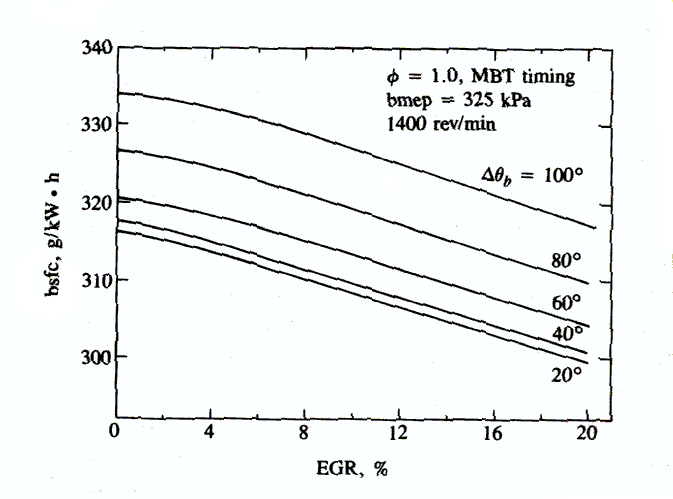 340
330
320
310
300
bsfc, g/kW • h
ϕ = 1.0, MBT timing
bmep = 325 kPa
1400 rev/min
Δθb = 100°
80°
60°
40°
20°
0 4 8 12 16 20
EGR, %